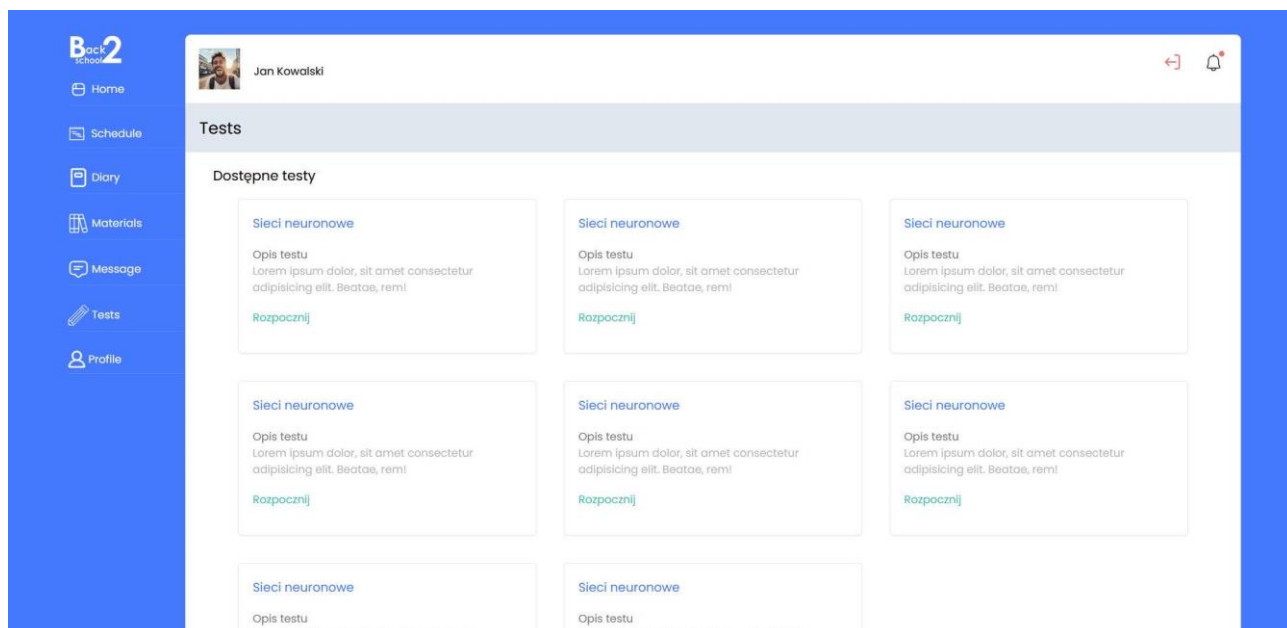 Back 2
School
Jan Kowalski
Home
Schedule
Diary
Materials
Message
Tests
Profile
Tests
Dostępne testy
Sieci neuronowe
Opis testu
Lorem ipsum dolor, sit amet consectetur
adipisicing elit. Beatae, rem!
Rozpocznij
Sieci neuronowe
Opis testu
Lorem ipsum dolor, sit amet consectetur
adipisicing elit. Beatae, rem!
Rozpocznij
Sieci neuronowe
Opis testu
Lorem ipsum dolor, sit amet consectetur
adipisicing elit. Beatae, rem!
Rozpocznij
Sieci neuronowe
Opis testu
Lorem ipsum dolor, sit amet consectetur
adipisicing elit. Beatae, rem!
Rozpocznij
Sieci neuronowe
Opis testu
Lorem ipsum dolor, sit amet consectetur
adipisicing elit. Beatae, rem!
Rozpocznij
Sieci neuronowe
Opis testu
Lorem ipsum dolor, sit amet consectetur
adipisicing elit. Beatae, rem!
Rozpocznij
Sieci neuronowe
Opis testu
Sieci neuronowe
Opis testu